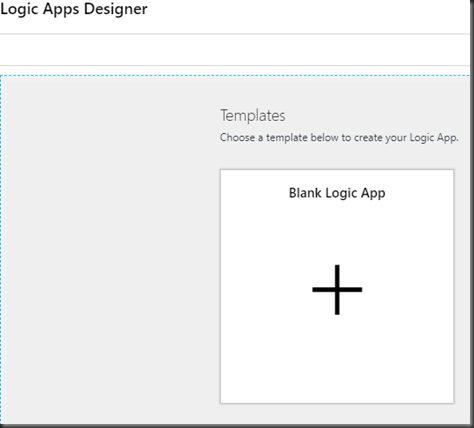 Logic Apps Designer
Templates
Choose a template below to create your Logic App.
Blank Logic App